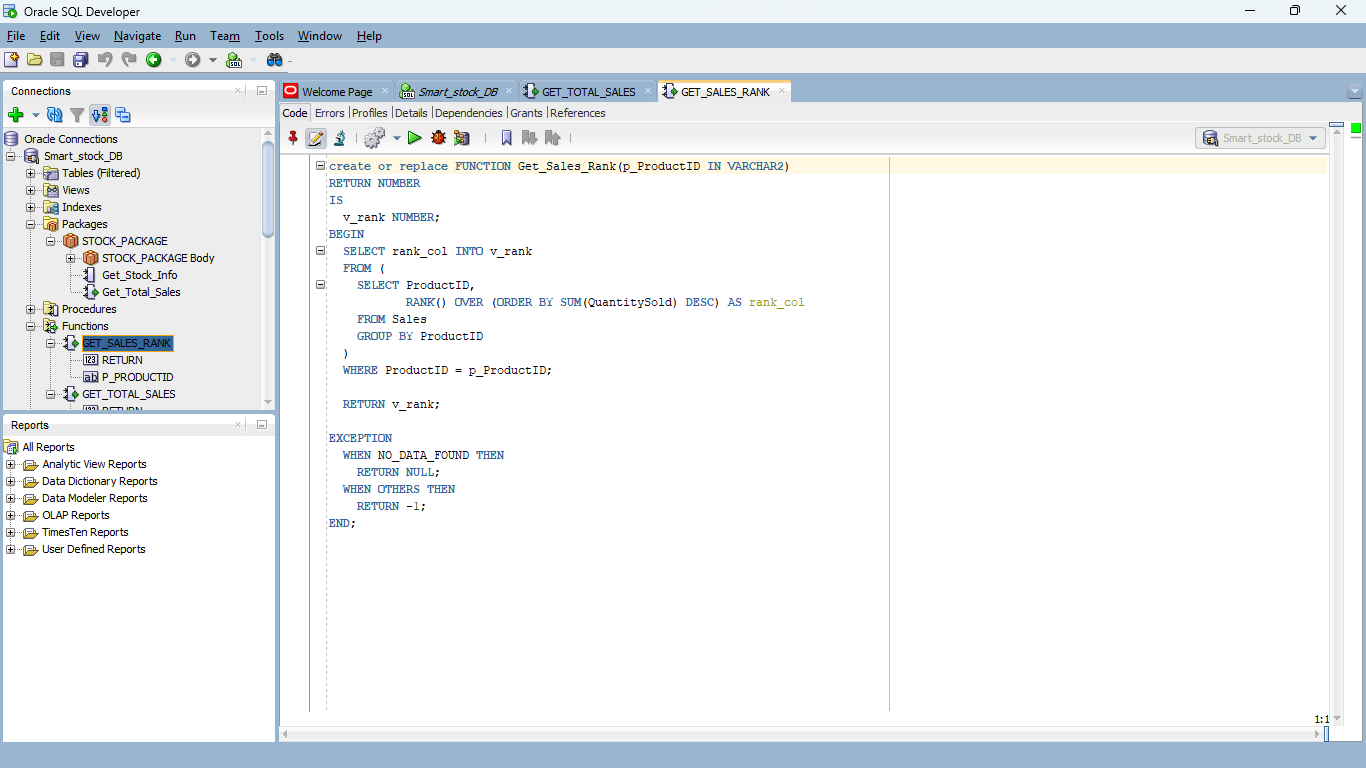 Oracle SQL Developer
File Edit View Navigate Run Team Tools Window Help
Connections
Oracle Connections
Smart_stock_DB
Tables (Filtered)
Views
Indexes
Packages
STOCK_PACKAGE
STOCK_PACKAGE Body
Get_Stock_Info
Get_Total_Sales
Procedures
Functions
GET_SALES_RANK
RETURN
P_PRODUCTID
GET_TOTAL_SALES
RETURN
Reports
All Reports
Analytic View Reports
Data Dictionary Reports
Data Modeler Reports
OLAP Reports
TimesTen Reports
User Defined Reports
Welcome Page Smart_stock_DB GET_TOTAL_SALES GET_SALES_RANK
Code Errors Profiles Details Dependencies Grants References
Smart_stock_DB
create or replace FUNCTION Get_Sales_Rank(p_ProductID IN VARCHAR2)
RETURN NUMBER
IS
v_rank NUMBER;
BEGIN
SELECT rank_col INTO v_rank
FROM (
SELECT ProductID,
RANK() OVER (ORDER BY SUM(QuantitySold) DESC) AS rank_col
FROM Sales
GROUP BY ProductID
)
WHERE ProductID = p_ProductID;
RETURN v_rank;
EXCEPTION
WHEN NO_DATA_FOUND THEN
RETURN NULL;
WHEN OTHERS THEN
RETURN -1;
END;
1:1